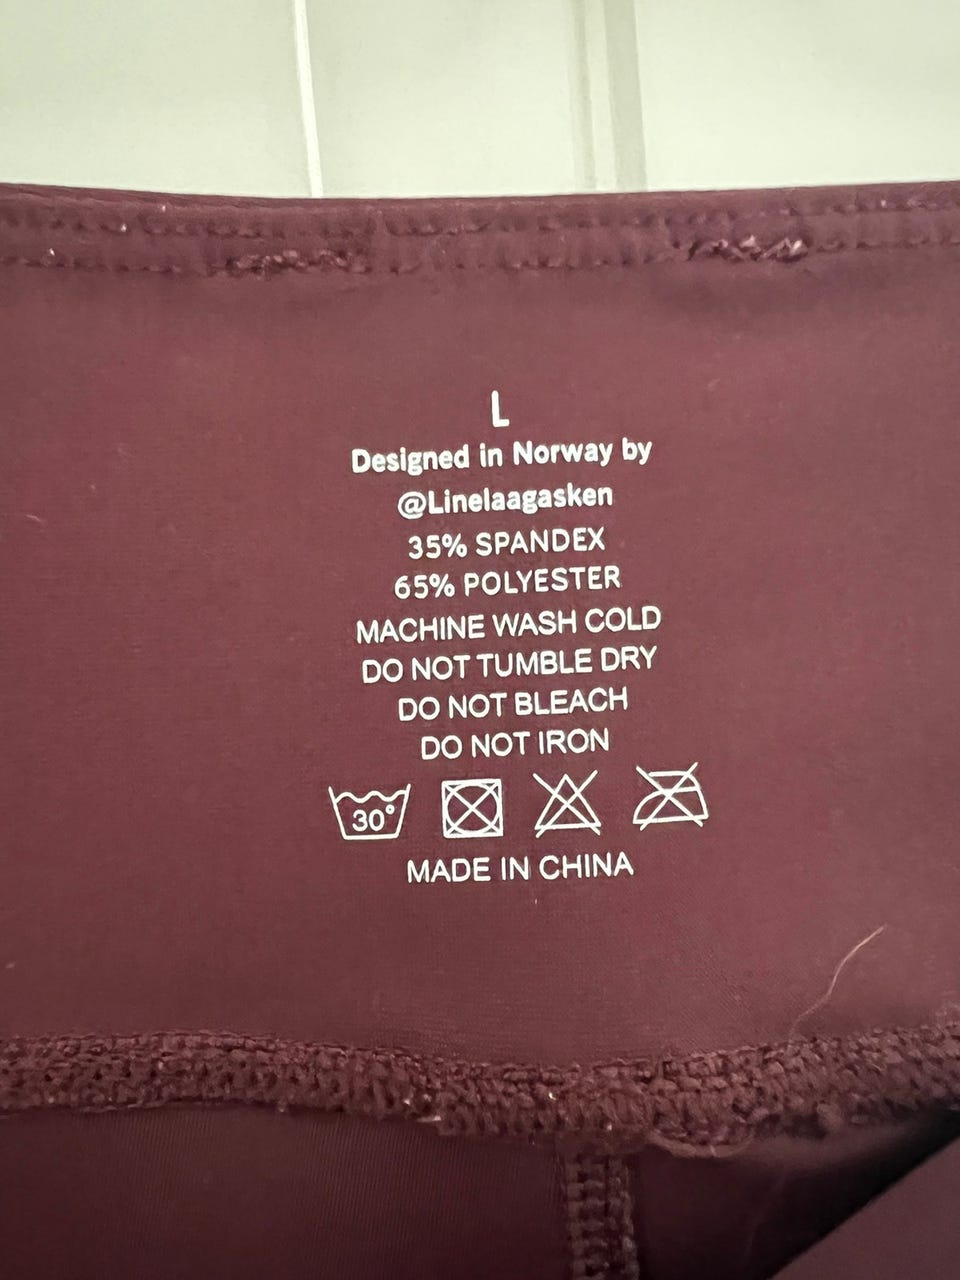 L
Designed in Norway by
@Linelaagasken
35% SPANDEX
65% POLYESTER
MACHINE WASH COLD
DO NOT TUMBLE DRY
DO NOT BLEACH
DO NOT IRON
30°
MADE IN CHINA